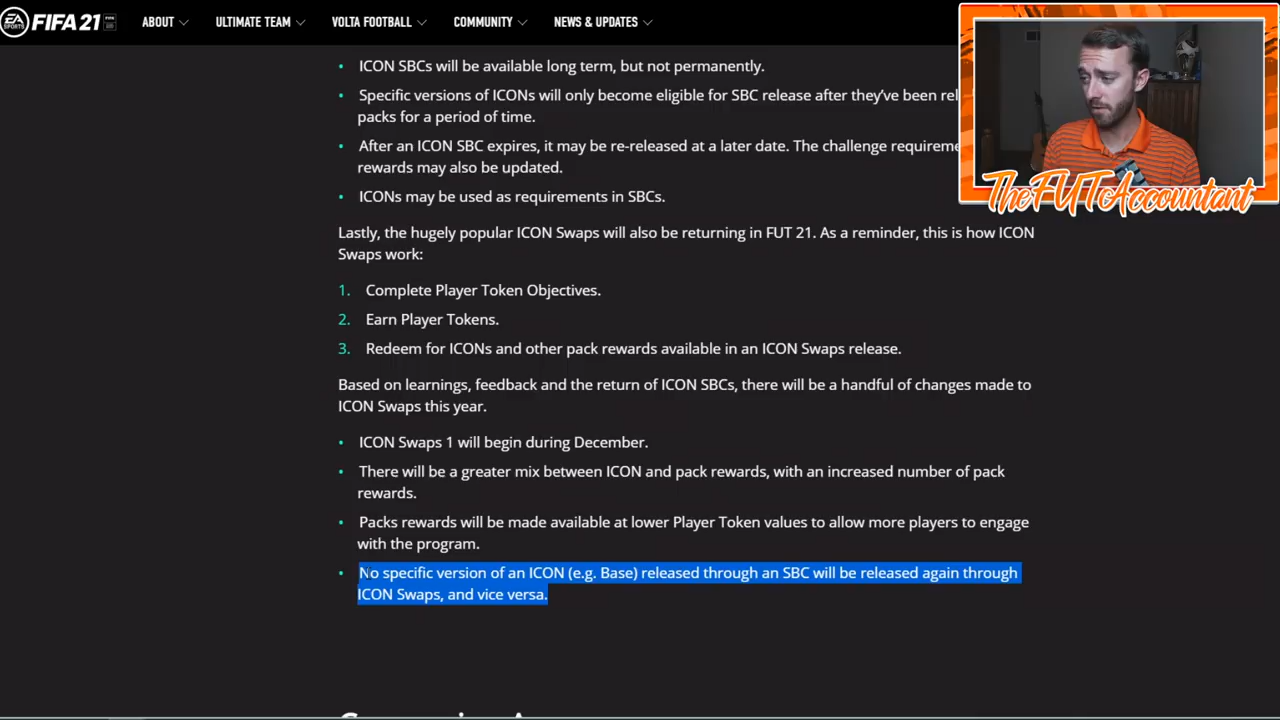 EA SPORTS FIFA 21 ABOUT ULTIMATE TEAM VOLTA FOOTBALL COMMUNITY NEWS & UPDATES
• ICON SBCs will be available long term, but not permanently.
• Specific versions of ICONs will only become eligible for SBC release after they've been
packs for a period of time.
• After an ICON SBC expires, it may be re-released at a later date. The challenge
rewards may also be updated.
• ICONs may be used as requirements in SBCs.
TheFUTAccountant
Lastly, the hugely popular ICON Swaps will also be returning in FUT 21. As a reminder, this is how ICON
Swaps work:
1. Complete Player Token Objectives.
2. Earn Player Tokens.
3. Redeem for ICONs and other pack rewards available in an ICON Swaps release.
Based on learnings, feedback and the return of ICON SBCs, there will be a handful of changes made to
ICON Swaps this year.
• ICON Swaps 1 will begin during December.
• There will be a greater mix between ICON and pack rewards, with an increased number of pack
rewards.
• Packs rewards will be made available at lower Player Token values to allow more players to engage
with the program.
• No specific version of an ICON (e.g. Base) released through an SBC will be released again through
ICON Swaps, and vice versa.